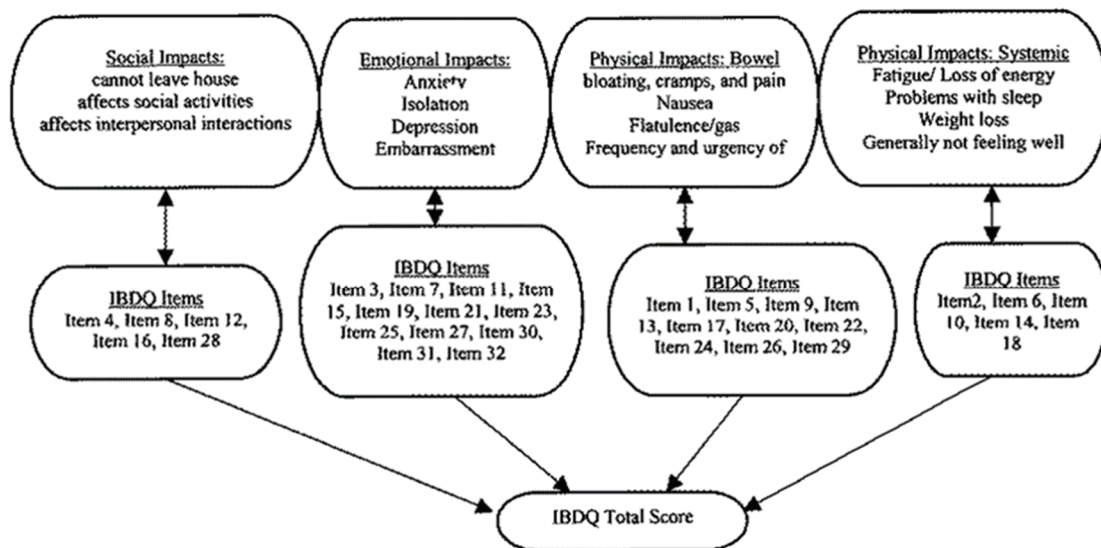 Social Impacts:
cannot leave house
affects social activities
affects interpersonal interactions
Emotional Impacts:
Anxiety
Isolation
Depression
Embarrassment
Physical Impacts: Bowel
bloating, cramps, and pain
Nausea
Flatulence/gas
Frequency and urgency of
Physical Impacts: Systemic
Fatigue/ Loss of energy
Problems with sleep
Weight loss
Generally not feeling well
IBDQ Items
Item 4, Item 8, Item 12,
Item 16, Item 28
IBDQ Items
Item 3, Item 7, Item 11, Item
15, Item 19, Item 21, Item 23,
Item 25, Item 27, Item 30,
Item 31, Item 32
IBDQ Items
Item 1, Item 5, Item 9, Item
13, Item 17, Item 20, Item 22,
Item 24, Item 26, Item 29
IBDQ Items
Item2, Item 6, Item
10, Item 14, Item
18
IBDQ Total Score